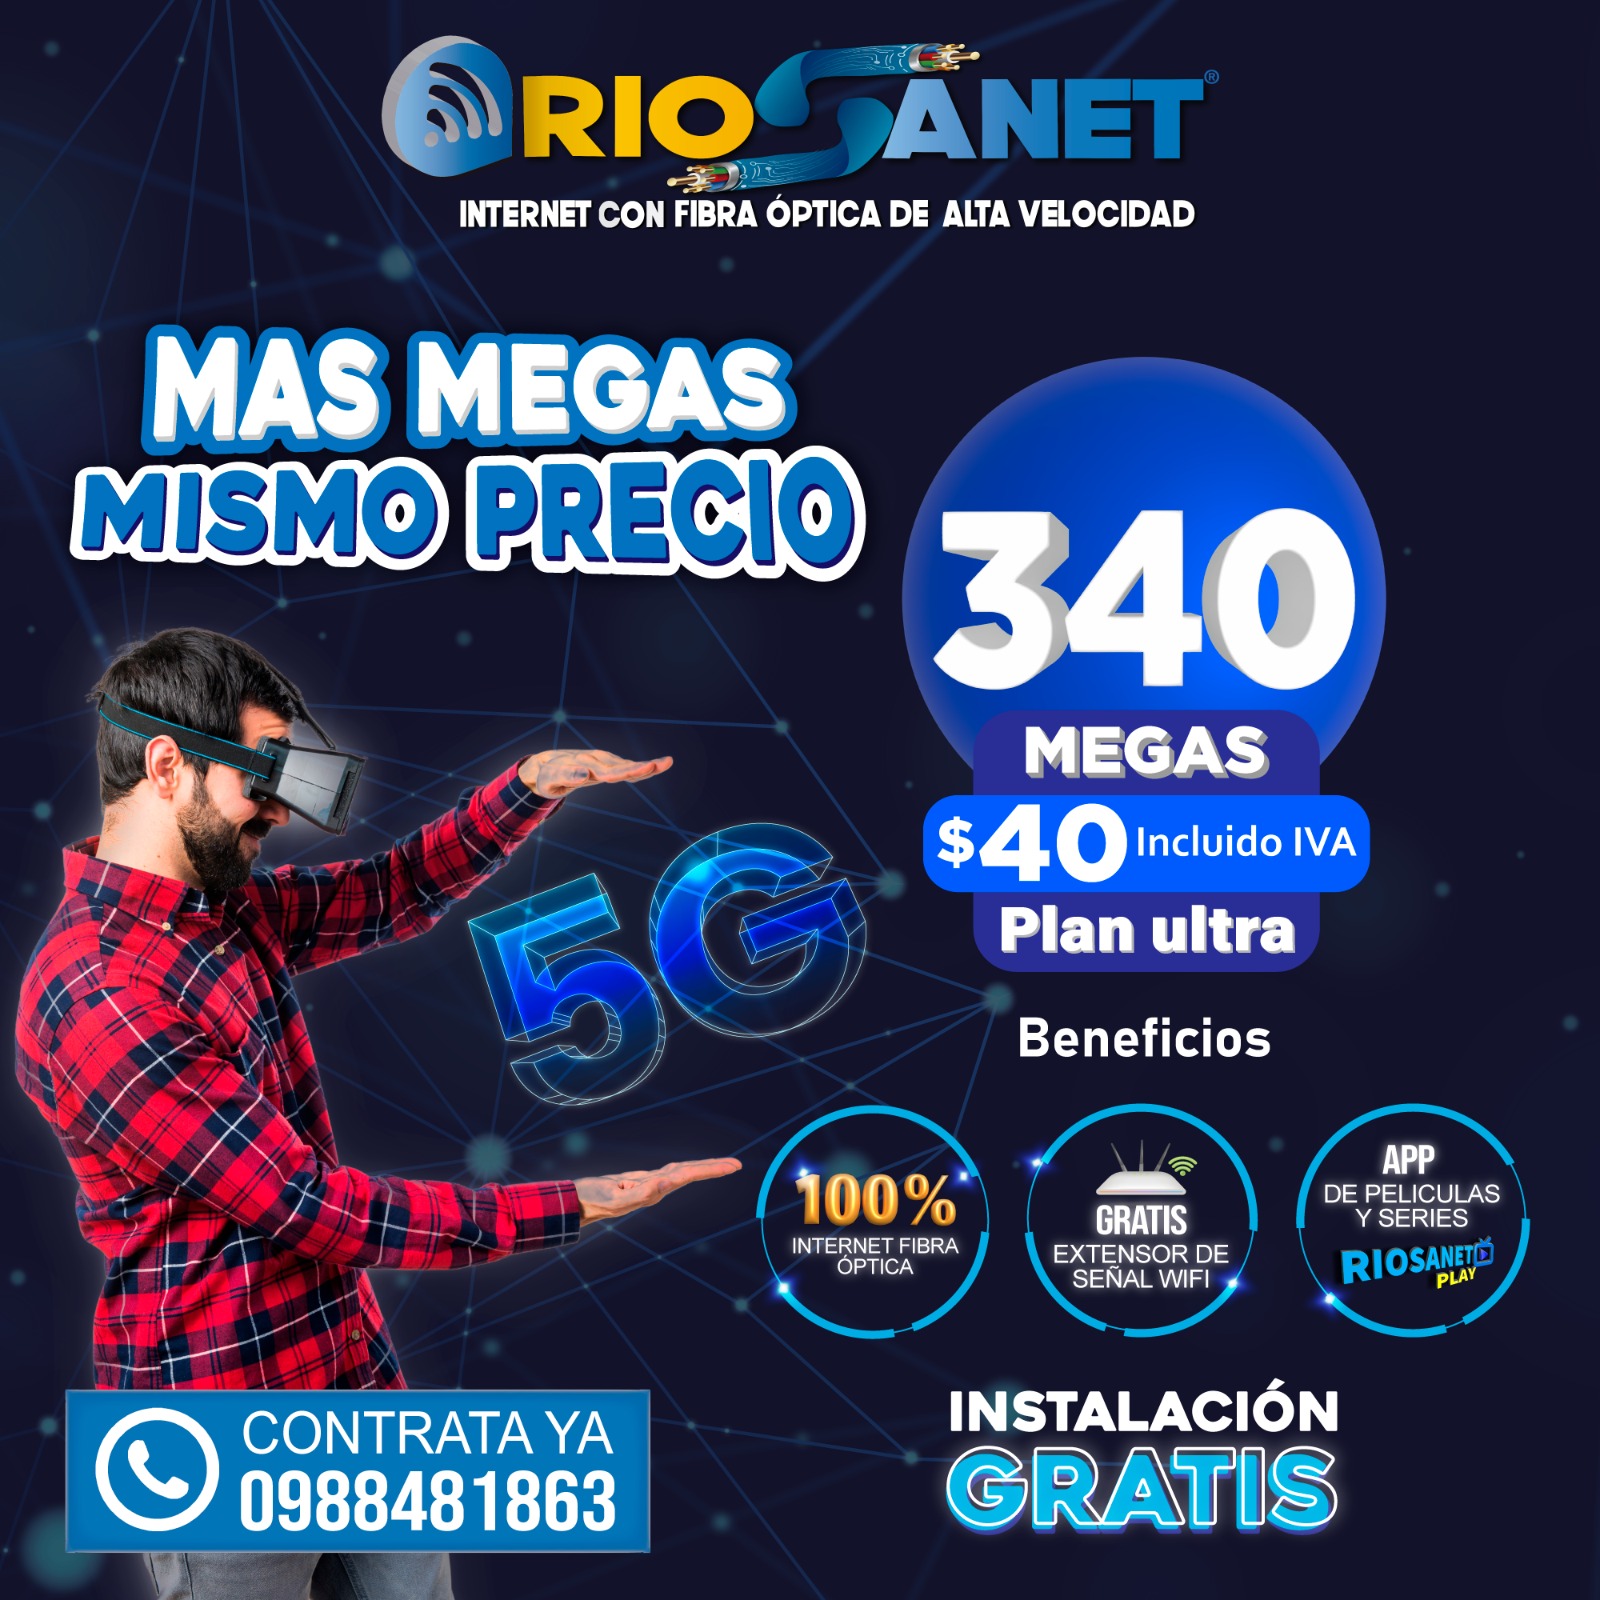 RIOSANET®
INTERNET CON FIBRA ÓPTICA DE ALTA VELOCIDAD
MAS MEGAS
MISMO PRECIO
340
MEGAS
$40 Incluido IVA
Plan ultra
5G
Beneficios
100%
INTERNET FIBRA
ÓPTICA
GRATIS
EXTENSOR DE
SEÑAL WIFI
APP
DE PELICULAS
Y SERIES
RIOSANET
PLAY
CONTRATA YA
0988481863
INSTALACIÓN
GRATIS